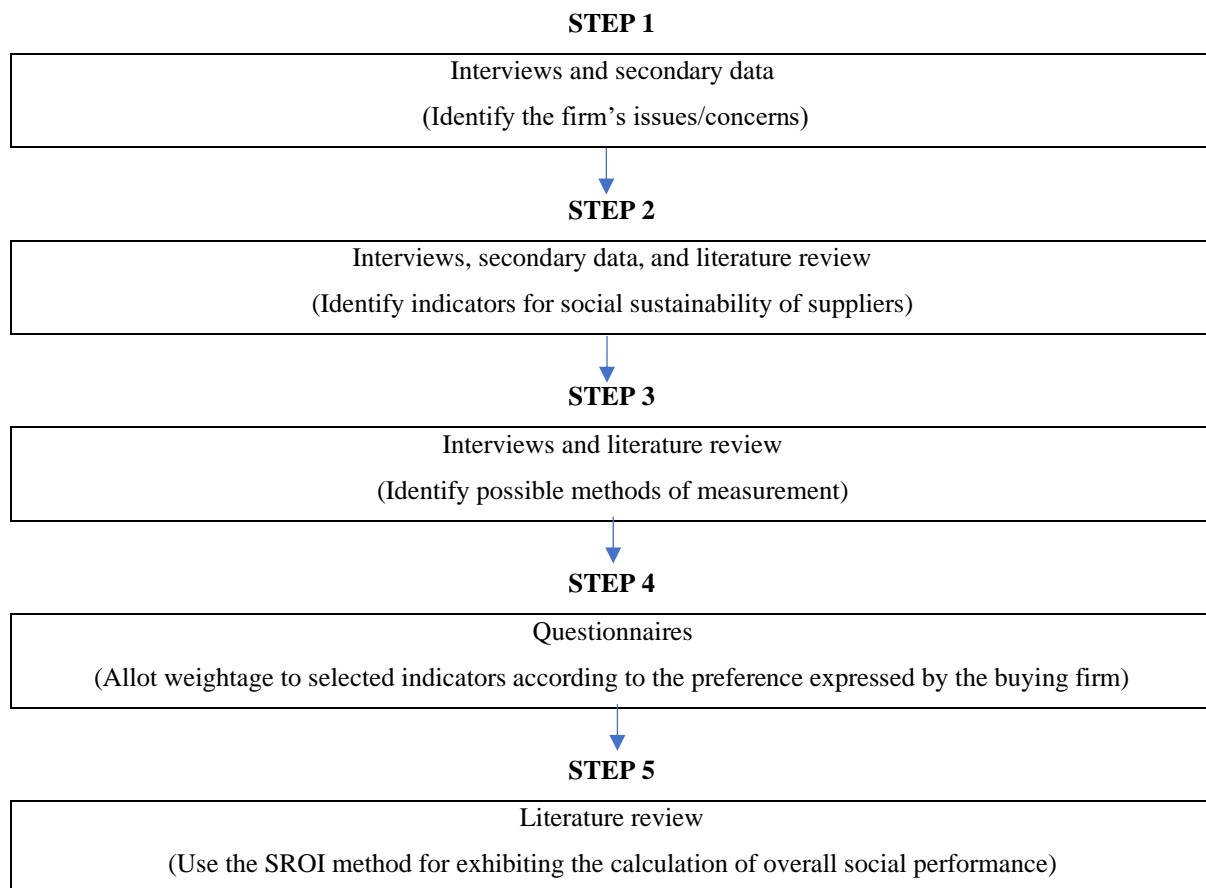 STEP 1
Interviews and secondary data
(Identify the firm’s issues/concerns)
STEP 2
Interviews, secondary data, and literature review
(Identify indicators for social sustainability of suppliers)
STEP 3
Interviews and literature review
(Identify possible methods of measurement)
STEP 4
Questionnaires
(Allot weightage to selected indicators according to the preference expressed by the buying firm)
STEP 5
Literature review
(Use the SROI method for exhibiting the calculation of overall social performance)